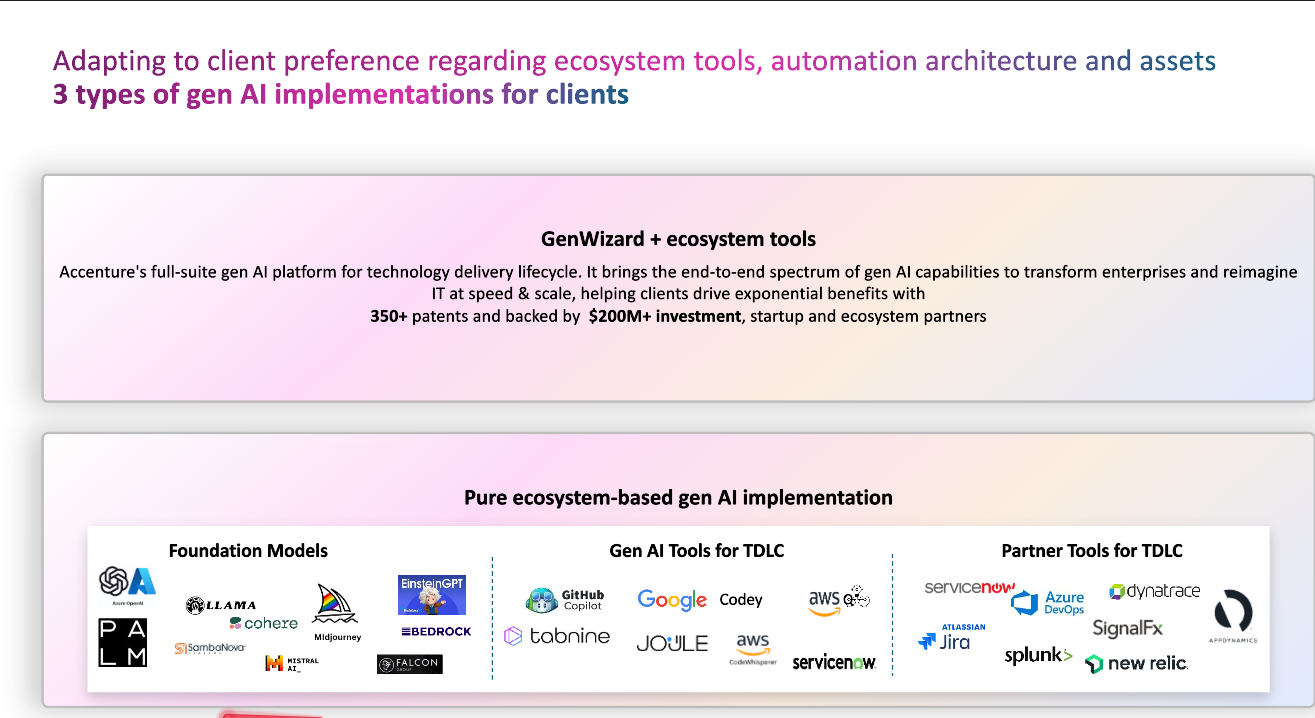 Adapting to client preference regarding ecosystem tools, automation architecture and assets
3 types of gen AI implementations for clients
GenWizard + ecosystem tools
Accenture's full-suite gen AI platform for technology delivery lifecycle. It brings the end-to-end spectrum of gen AI capabilities to transform enterprises and reimagine
IT at speed & scale, helping clients drive exponential benefits with
350+ patents and backed by $200M+ investment, startup and ecosystem partners
Pure ecosystem-based gen AI implementation
Foundation Models
Azure OpenAI
LLAMA
MIdjourney
EinsteinGPT
cohere
BEDROCK
PA
LM
SambaNova
MISTRAL
AI_
FALCON
Gen AI Tools for TDLC
GitHub
Copilot
Google Codey
aws
tabnine
JOULE
aws
CodeWhisperer
servicenow
Partner Tools for TDLC
servicenow
Azure
DevOps
dynatrace
APPDYNAMICS
ATLASSIAN
Jira
SignalFx
splunk>
new relic